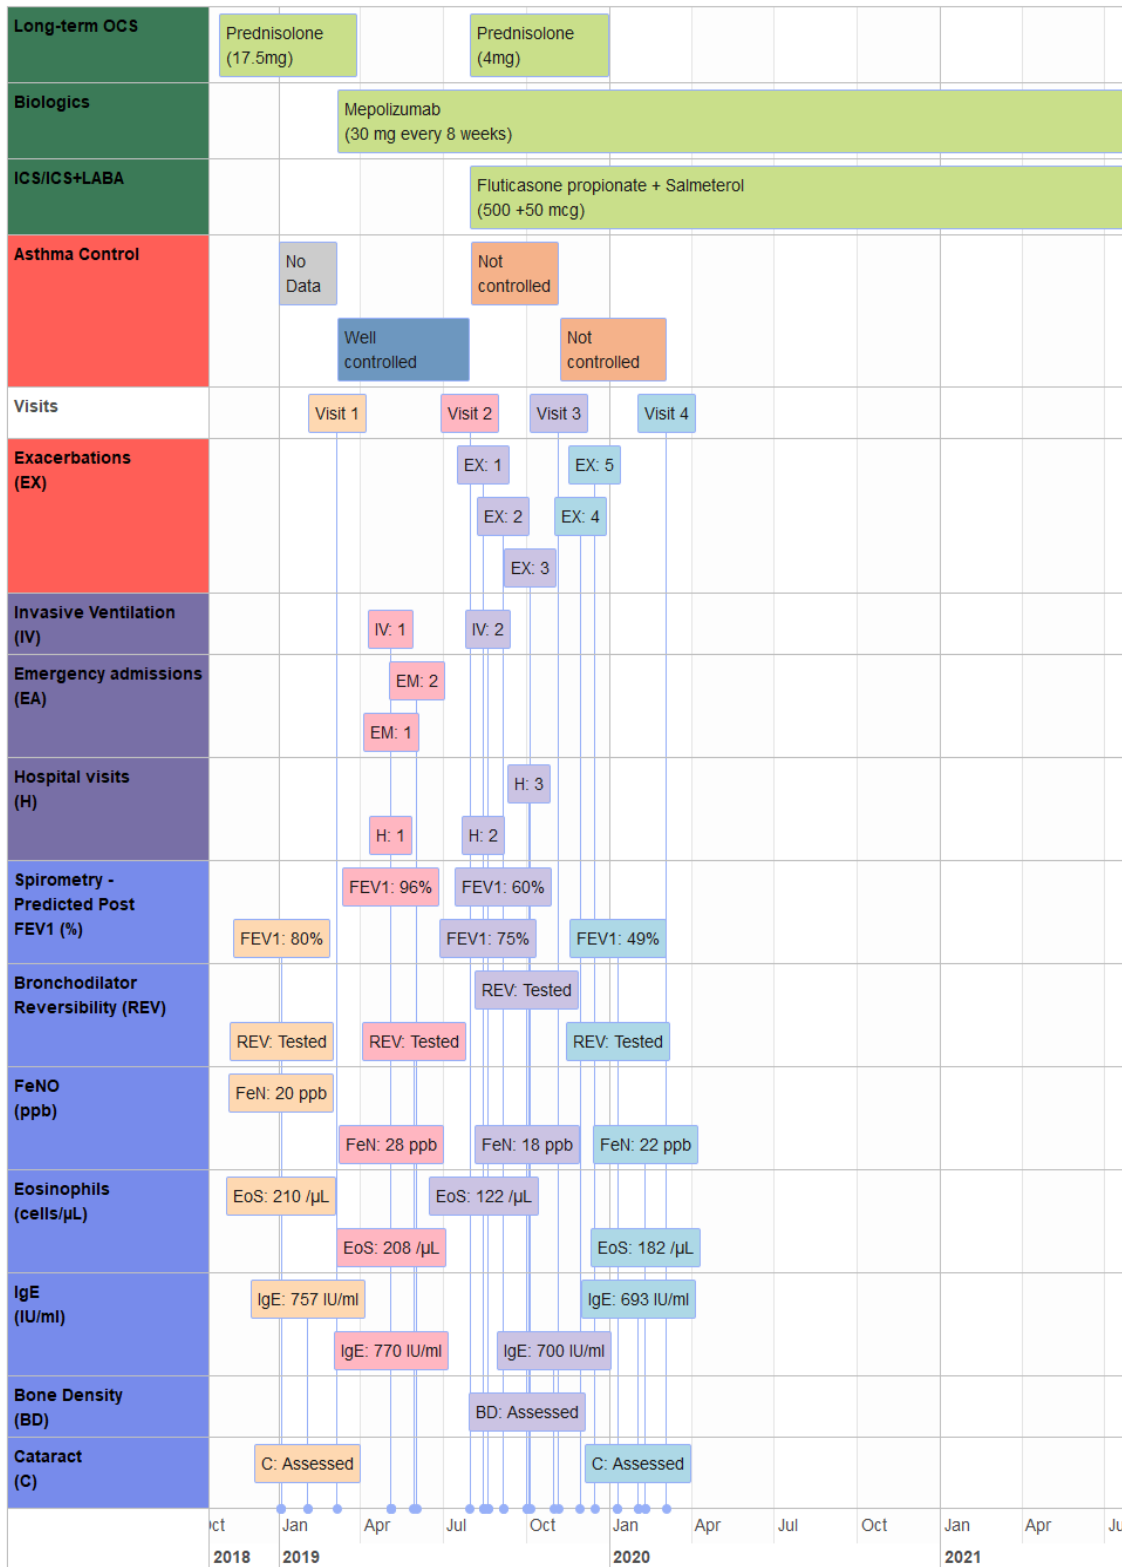 Long-term OCS
Prednisolone
(17.5mg)
Prednisolone
(4mg)
Biologics
Mepolizumab
(30 mg every 8 weeks)
ICS/ICS+LABA
Fluticasone propionate + Salmeterol
(500 +50 mcg)
Asthma Control
No
Data
Not
controlled
Well
controlled
Not
controlled
Visits
Visit 1
Visit 2
Visit 3
Visit 4
Exacerbations
(EX)
EX: 1
EX: 5
EX: 2
EX: 4
EX: 3
Invasive Ventilation
(IV)
IV: 1
IV: 2
Emergency admissions
(EA)
EM: 2
EM: 1
Hospital visits
(H)
H: 3
H: 1
H: 2
Spirometry -
Predicted Post
FEV1 (%)
FEV1: 96%
FEV1: 60%
FEV1: 80%
FEV1: 75%
FEV1: 49%
Bronchodilator
Reversibility (REV)
REV: Tested
REV: Tested
REV: Tested
REV: Tested
FeNO
(ppb)
FeN: 20 ppb
FeN: 28 ppb
FeN: 18 ppb
FeN: 22 ppb
Eosinophils
(cells/µL)
EoS: 210 /µL
EoS: 122 /µL
EoS: 208 /µL
EoS: 182 /µL
IgE
(IU/ml)
IgE: 757 IU/ml
IgE: 693 IU/ml
IgE: 770 IU/ml
IgE: 700 IU/ml
Bone Density
(BD)
BD: Assessed
Cataract
(C)
C: Assessed
C: Assessed
Oct Jan Apr Jul Oct Jan Apr Jul Oct Jan Apr Ju
2018 2019 2020 2021